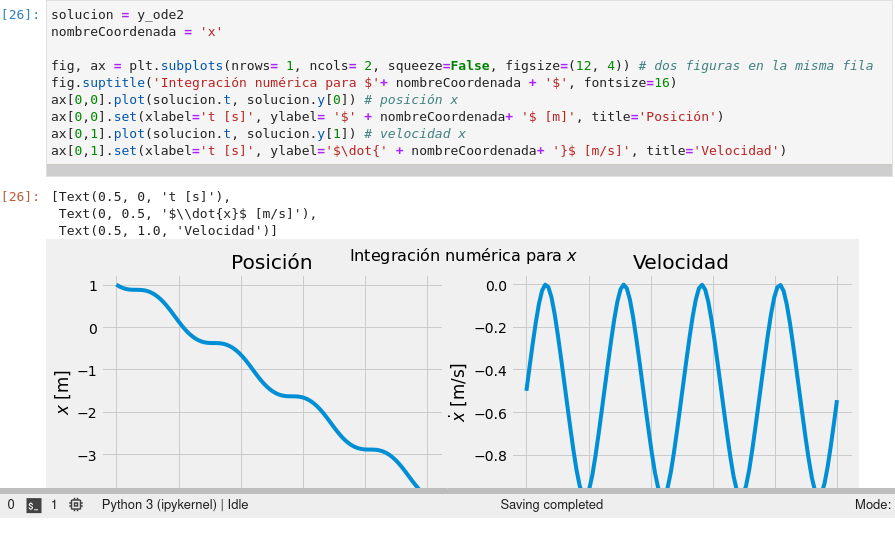 [26]: solucion = y_ode2
nombreCoordenada = 'x'
fig, ax = plt.subplots(nrows= 1, ncols= 2, squeeze=False, figsize=(12, 4)) # dos figuras en la misma fila
fig.suptitle('Integración numérica para $'+ nombreCoordenada + '$', fontsize=16)
ax[0,0].plot(solucion.t, solucion.y[0]) # posición x
ax[0,0].set(xlabel='t [s]', ylabel= '$' + nombreCoordenada+ '$ [m]', title='Posición')
ax[0,1].plot(solucion.t, solucion.y[1]) # velocidad x
ax[0,1].set(xlabel='t [s]', ylabel='$\dot{' + nombreCoordenada+ '}$ [m/s]', title='Velocidad')
[26]: [Text(0.5, 0, 't [s]'),
Text(0, 0.5, '$\\dot{x}$ [m/s]'),
Text(0.5, 1.0, 'Velocidad')]
Integración numérica para x
Posición
1
0
−1
−2
−3
x [m]
Velocidad
0.0
−0.2
−0.4
−0.6
−0.8
ẋ [m/s]
0 $_ 1 Python 3 (ipykernel) | Idle Saving completed Mode: